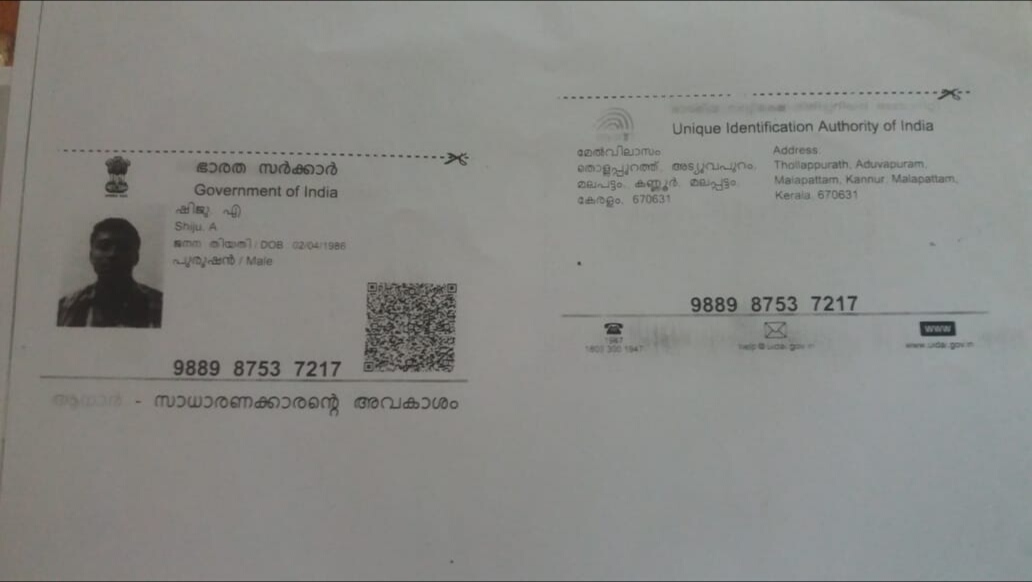 ഭാരത സർക്കാർ
Government of India
ഷിജു. എ
Shiju. A
ജനന തിയതി / DOB : 02/04/1986
പുരുഷൻ / Male
9889 8753 7217
- സാധാരണക്കാരന്റെ അവകാശം
Unique Identification Authority of India
മേൽവിലാസം
തൊളപ്പുറത്ത്, അടുവപുറം,
മലപട്ടം, കണ്ണൂർ, മലപ്പട്ടം,
കേരളം, 670631
Address:
Thollappurath, Aduvapuram,
Malapattam, Kannur, Malapattam,
Kerala, 670631
9889 8753 7217
1947
1800 300 1947
help@uidai.gov.in
www
www.uidai.gov.in